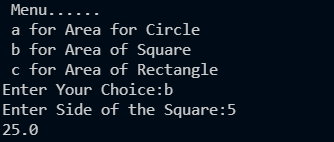 Menu......
a for Area for Circle
b for Area of Square
c for Area of Rectangle
Enter Your Choice:b
Enter Side of the Square:5
25.0